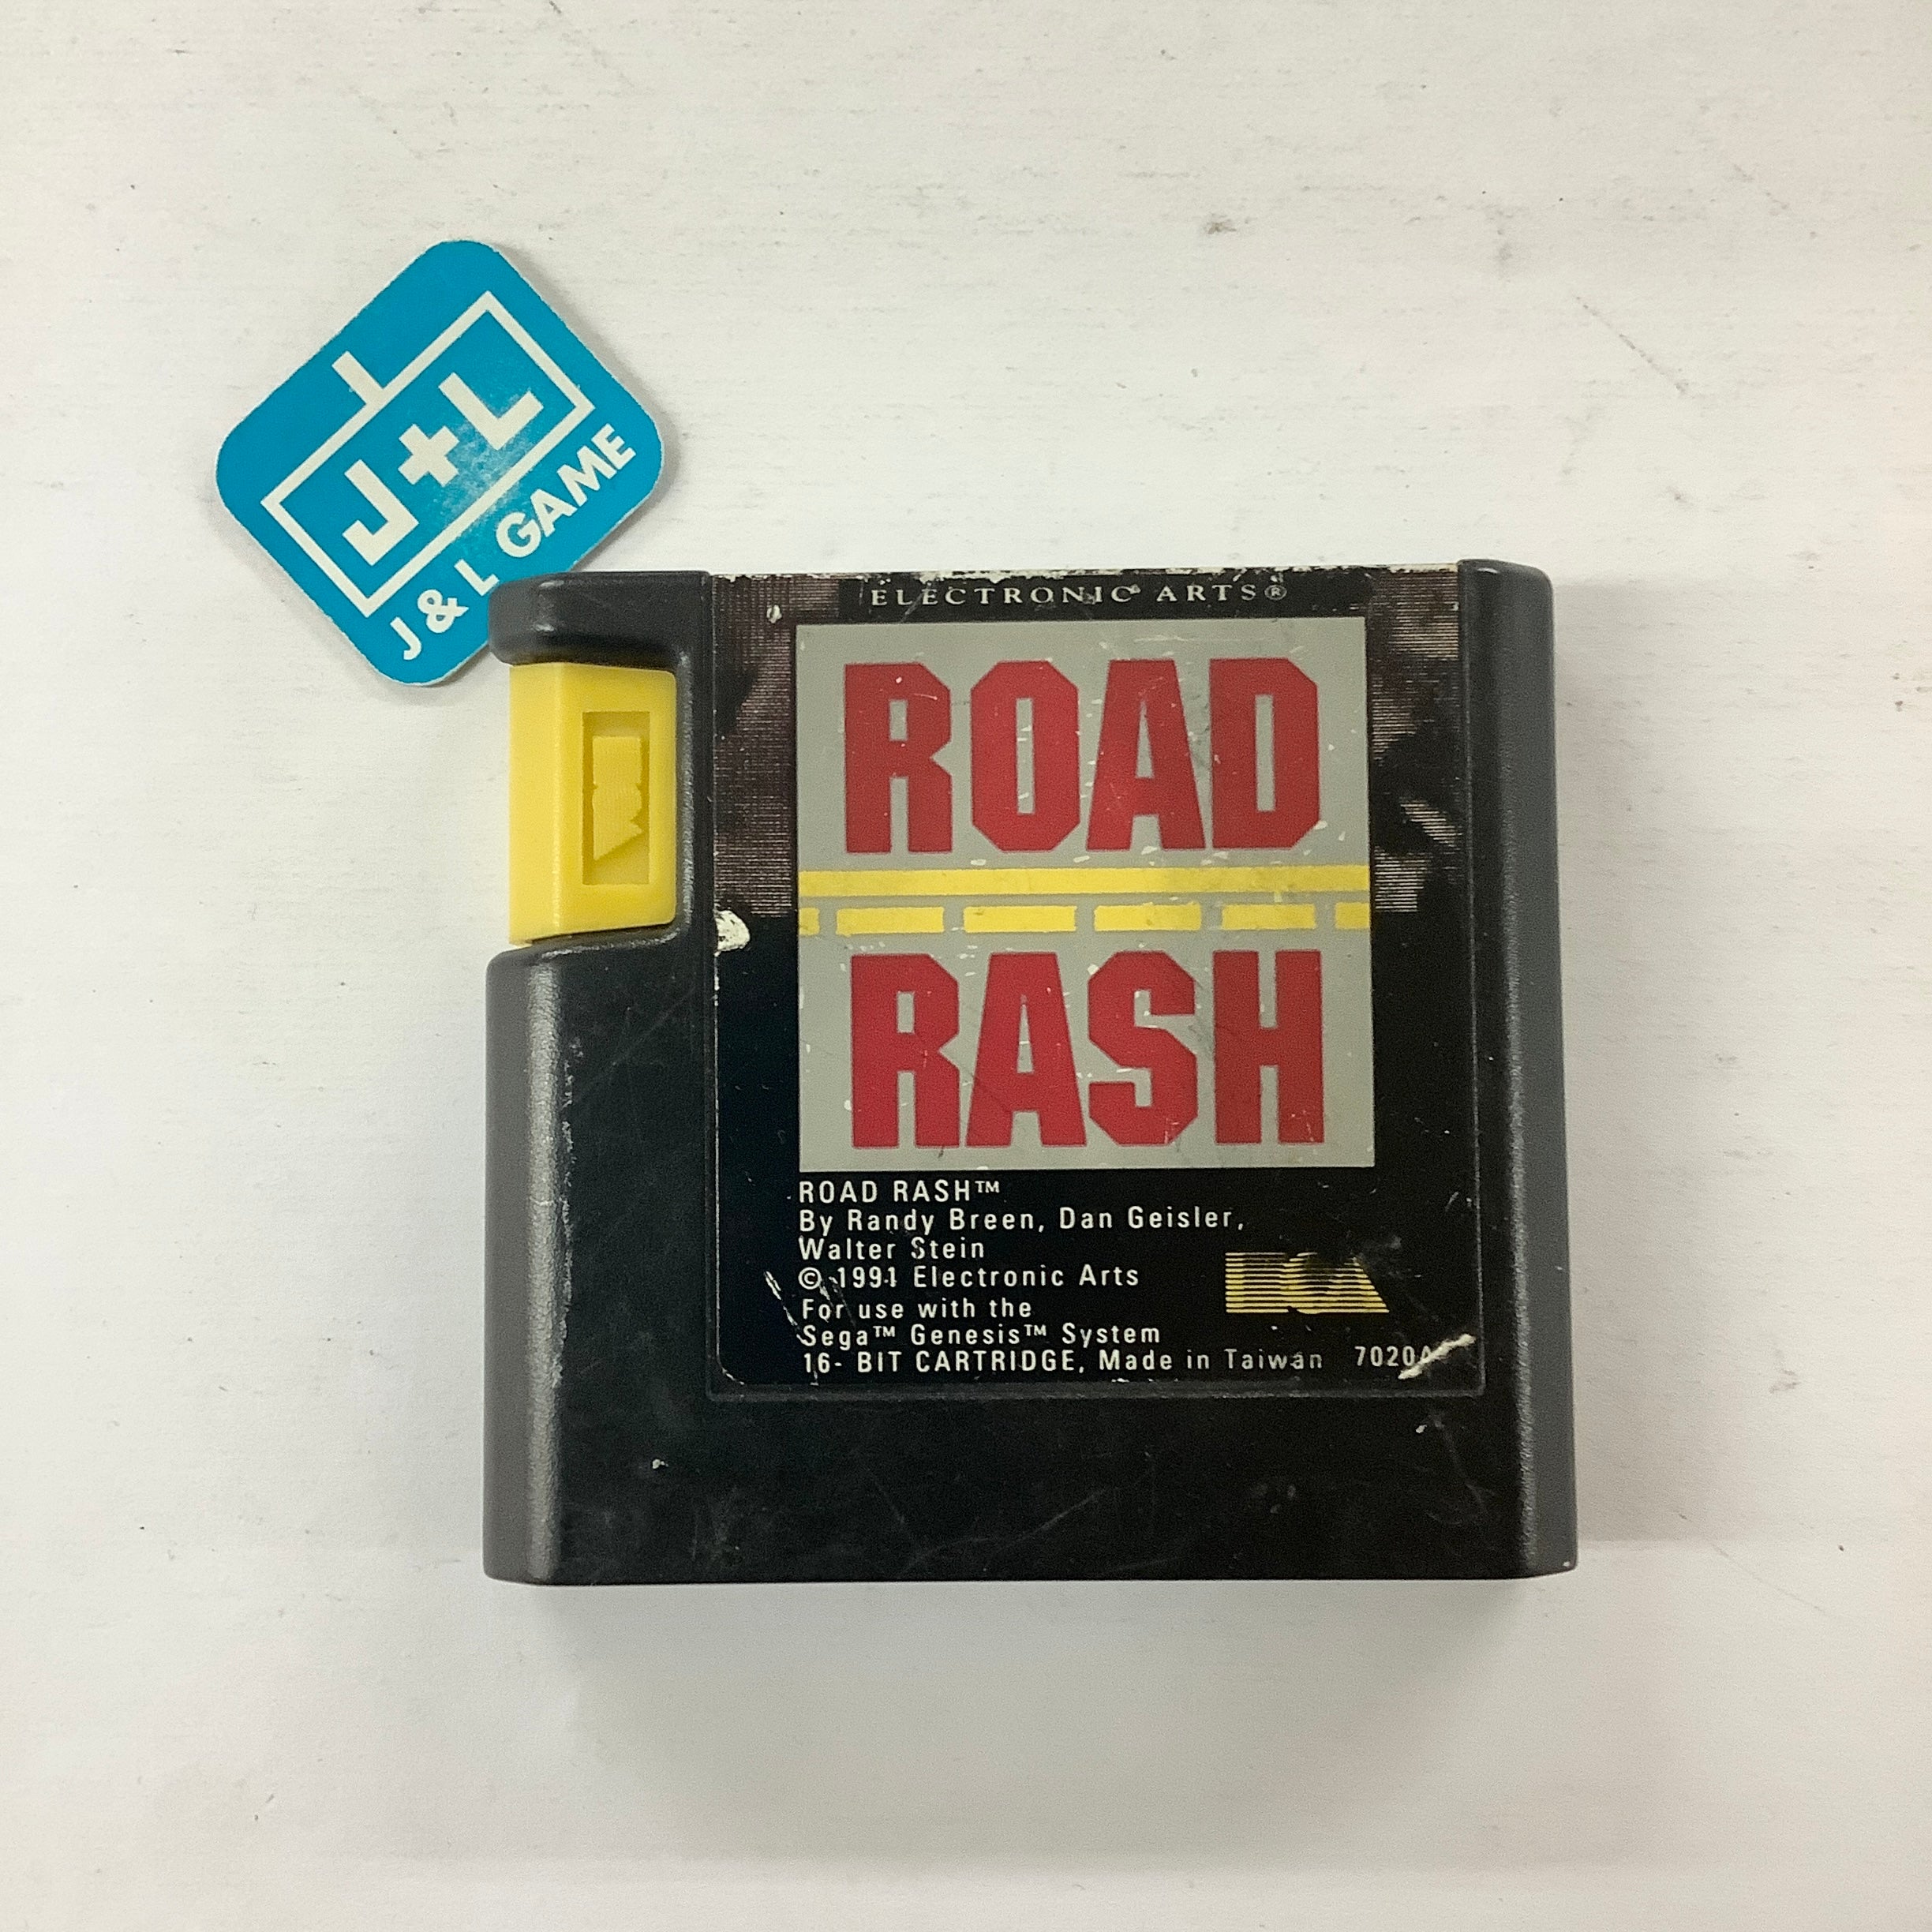 J+L
J & L GAME
ELECTRONIC ARTS®
ROAD
RASH
ROAD RASH™
By Randy Breen, Dan Geisler,
Walter Stein
© 1991 Electronic Arts
For use with the
Sega™ Genesis™ System
16- BIT CARTRIDGE, Made in Taiwan
EA